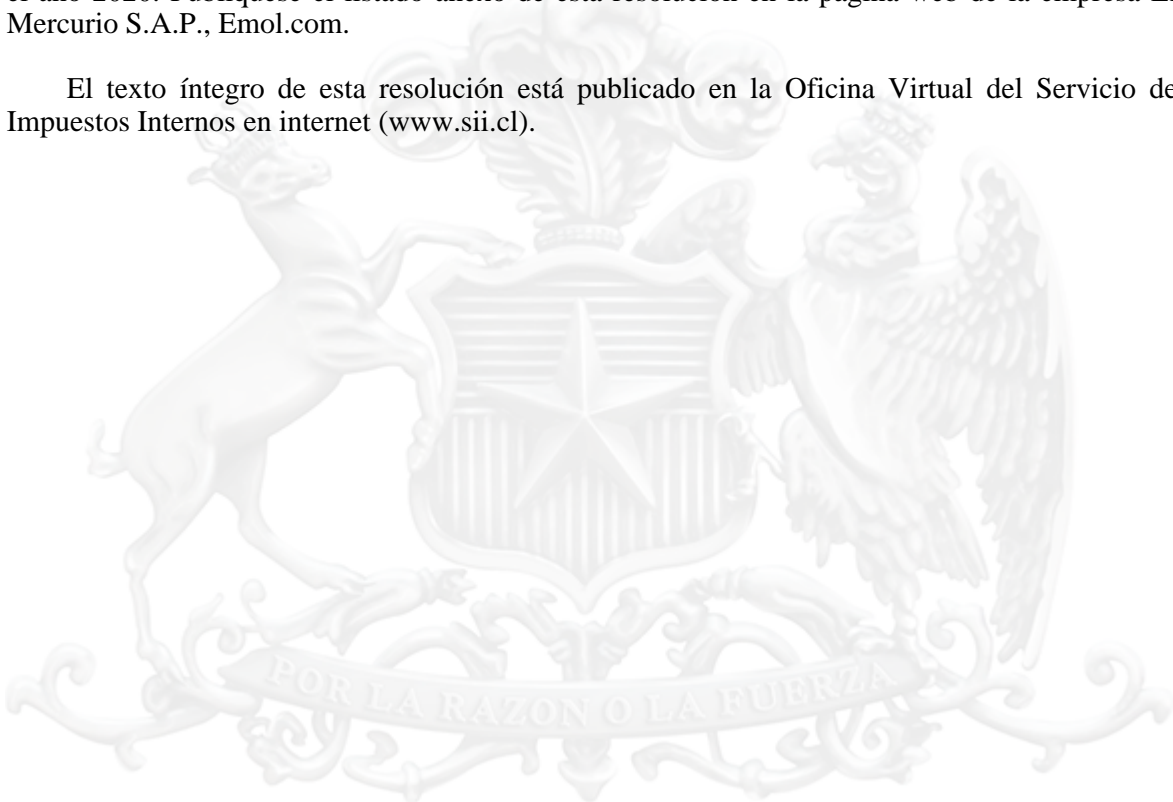 el año 2020. Publíquese el listado anexo de esta resolución en la página web de la empresa El
Mercurio S.A.P., Emol.com.
El texto íntegro de esta resolución está publicado en la Oficina Virtual del Servicio de
Impuestos Internos en internet (www.sii.cl).
POR LA RAZON O LA FUERZA